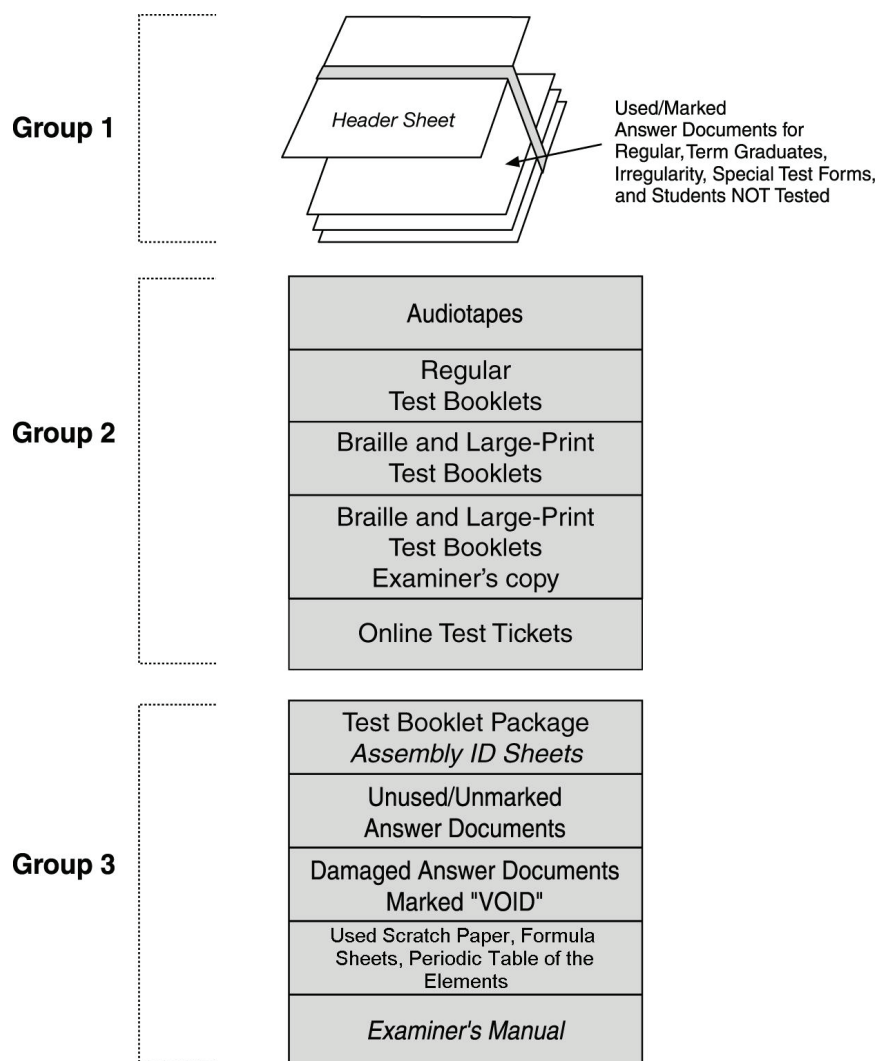 Group 1
Header Sheet
Used/Marked
Answer Documents for
Regular, Term Graduates,
Irregularity, Special Test Forms,
and Students NOT Tested
Group 2
Audiotapes
Regular
Test Booklets
Braille and Large-Print
Test Booklets
Braille and Large-Print
Test Booklets
Examiner's copy
Online Test Tickets
Group 3
Test Booklet Package
Assembly ID Sheets
Unused/Unmarked
Answer Documents
Damaged Answer Documents
Marked "VOID"
Used Scratch Paper, Formula
Sheets, Periodic Table of the
Elements
Examiner's Manual